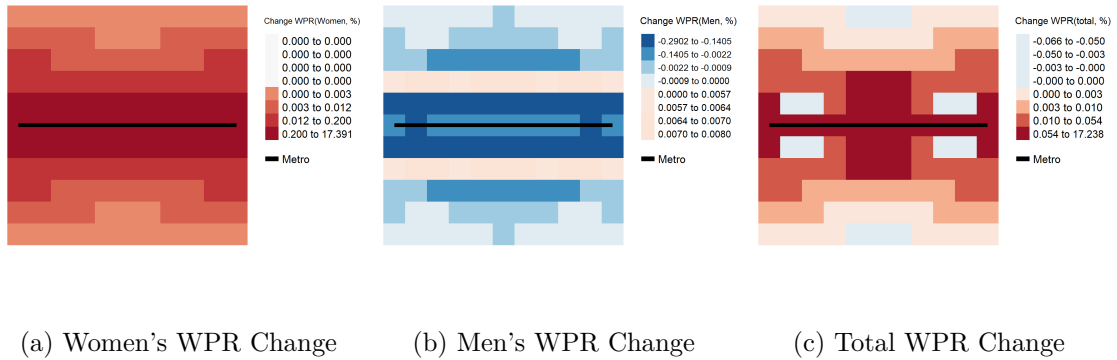 Change WPR(Women, %)
0.000 to 0.000
0.000 to 0.000
0.000 to 0.000
0.000 to 0.000
0.000 to 0.003
0.003 to 0.012
0.012 to 0.200
0.200 to 17.391
Metro
Change WPR(Men, %)
-0.2902 to -0.1405
-0.1405 to -0.0022
-0.0022 to -0.0009
-0.0009 to 0.0000
0.0000 to 0.0057
0.0057 to 0.0064
0.0064 to 0.0070
0.0070 to 0.0080
Metro
Change WPR(total, %)
-0.066 to -0.050
-0.050 to -0.003
-0.003 to -0.000
-0.000 to 0.000
0.000 to 0.003
0.003 to 0.010
0.010 to 0.054
0.054 to 17.238
Metro
(a) Women's WPR Change
(b) Men's WPR Change
(c) Total WPR Change